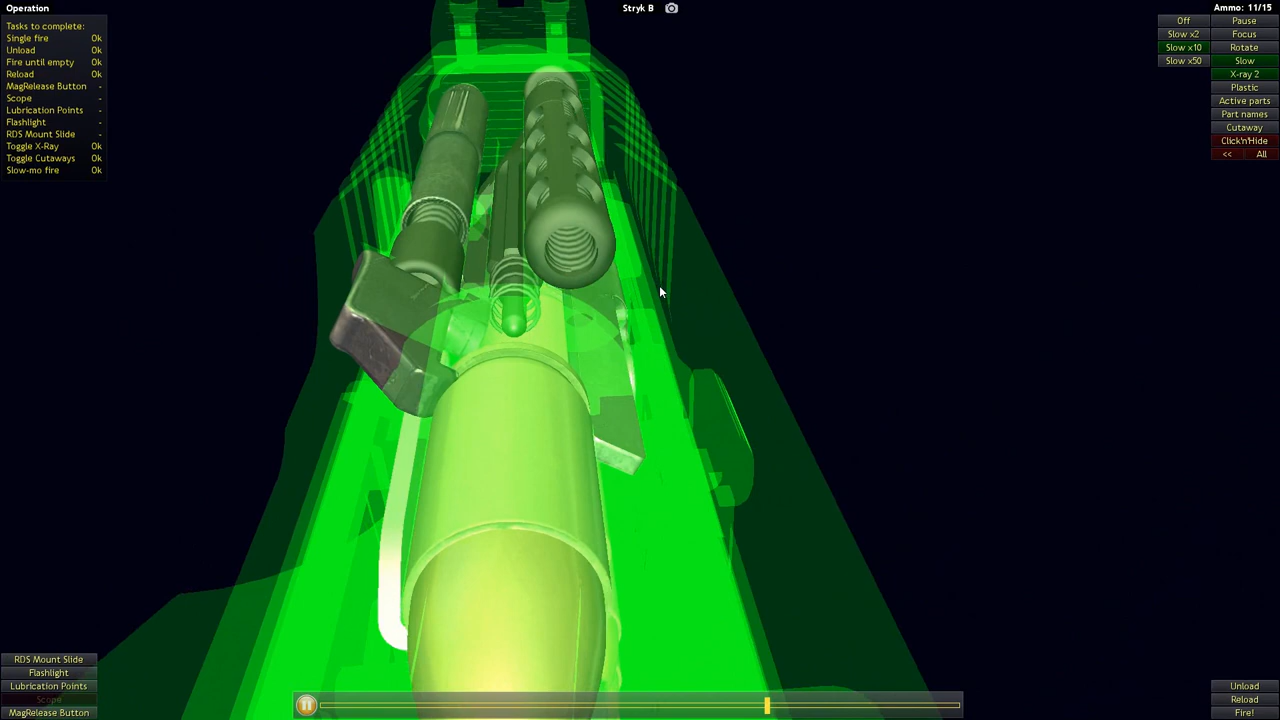 Operation
Tasks to complete:
Single fire Ok
Unload Ok
Fire until empty Ok
Reload Ok
MagRelease Button -
Scope -
Lubrication Points -
Flashlight -
RDS Mount Slide -
Toggle X-Ray Ok
Toggle Cutaways Ok
Slow-mo fire Ok
Stryk B
Ammo: 11/15
Off
Slow x2
Slow x10
Slow x50
Pause
Focus
Rotate
Slow
X-ray 2
Plastic
Active parts
Part names
Cutaway
Click'n'Hide
<< All
RDS Mount Slide
Flashlight
Lubrication Points
Scope
MagRelease Button
Unload
Reload
Fire!